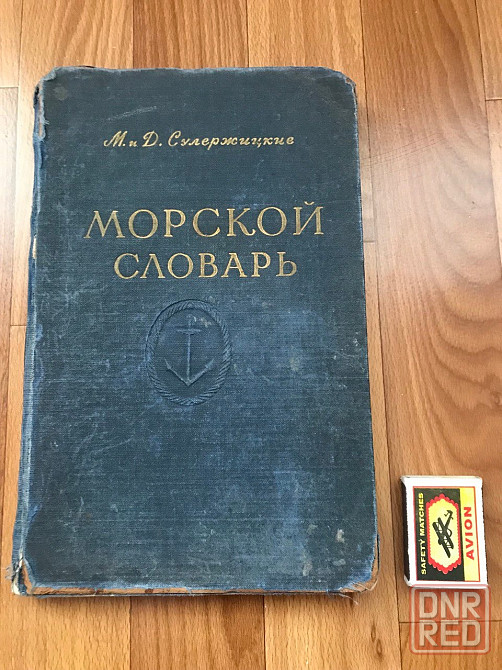 М. и Д. Сулержицкие
МОРСКОЙ
СЛОВАРЬ
SAFETY MATCHES
AVION
DNR
RED